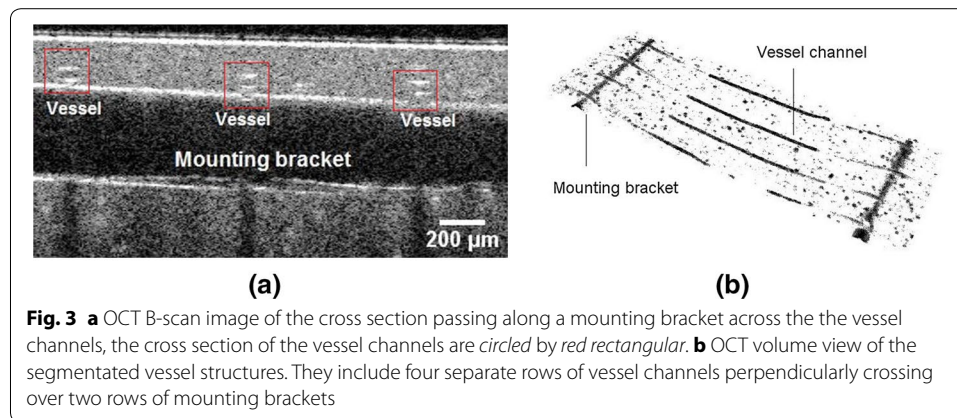 Vessel
Vessel
Vessel
Mounting bracket
200 μm
(a)
Vessel channel
Mounting bracket
(b)
Fig. 3 a OCT B-scan image of the cross section passing along a mounting bracket across the the vessel
channels, the cross section of the vessel channels are circled by red rectangular. b OCT volume view of the
segmentated vessel structures. They include four separate rows of vessel channels perpendicularly crossing
over two rows of mounting brackets